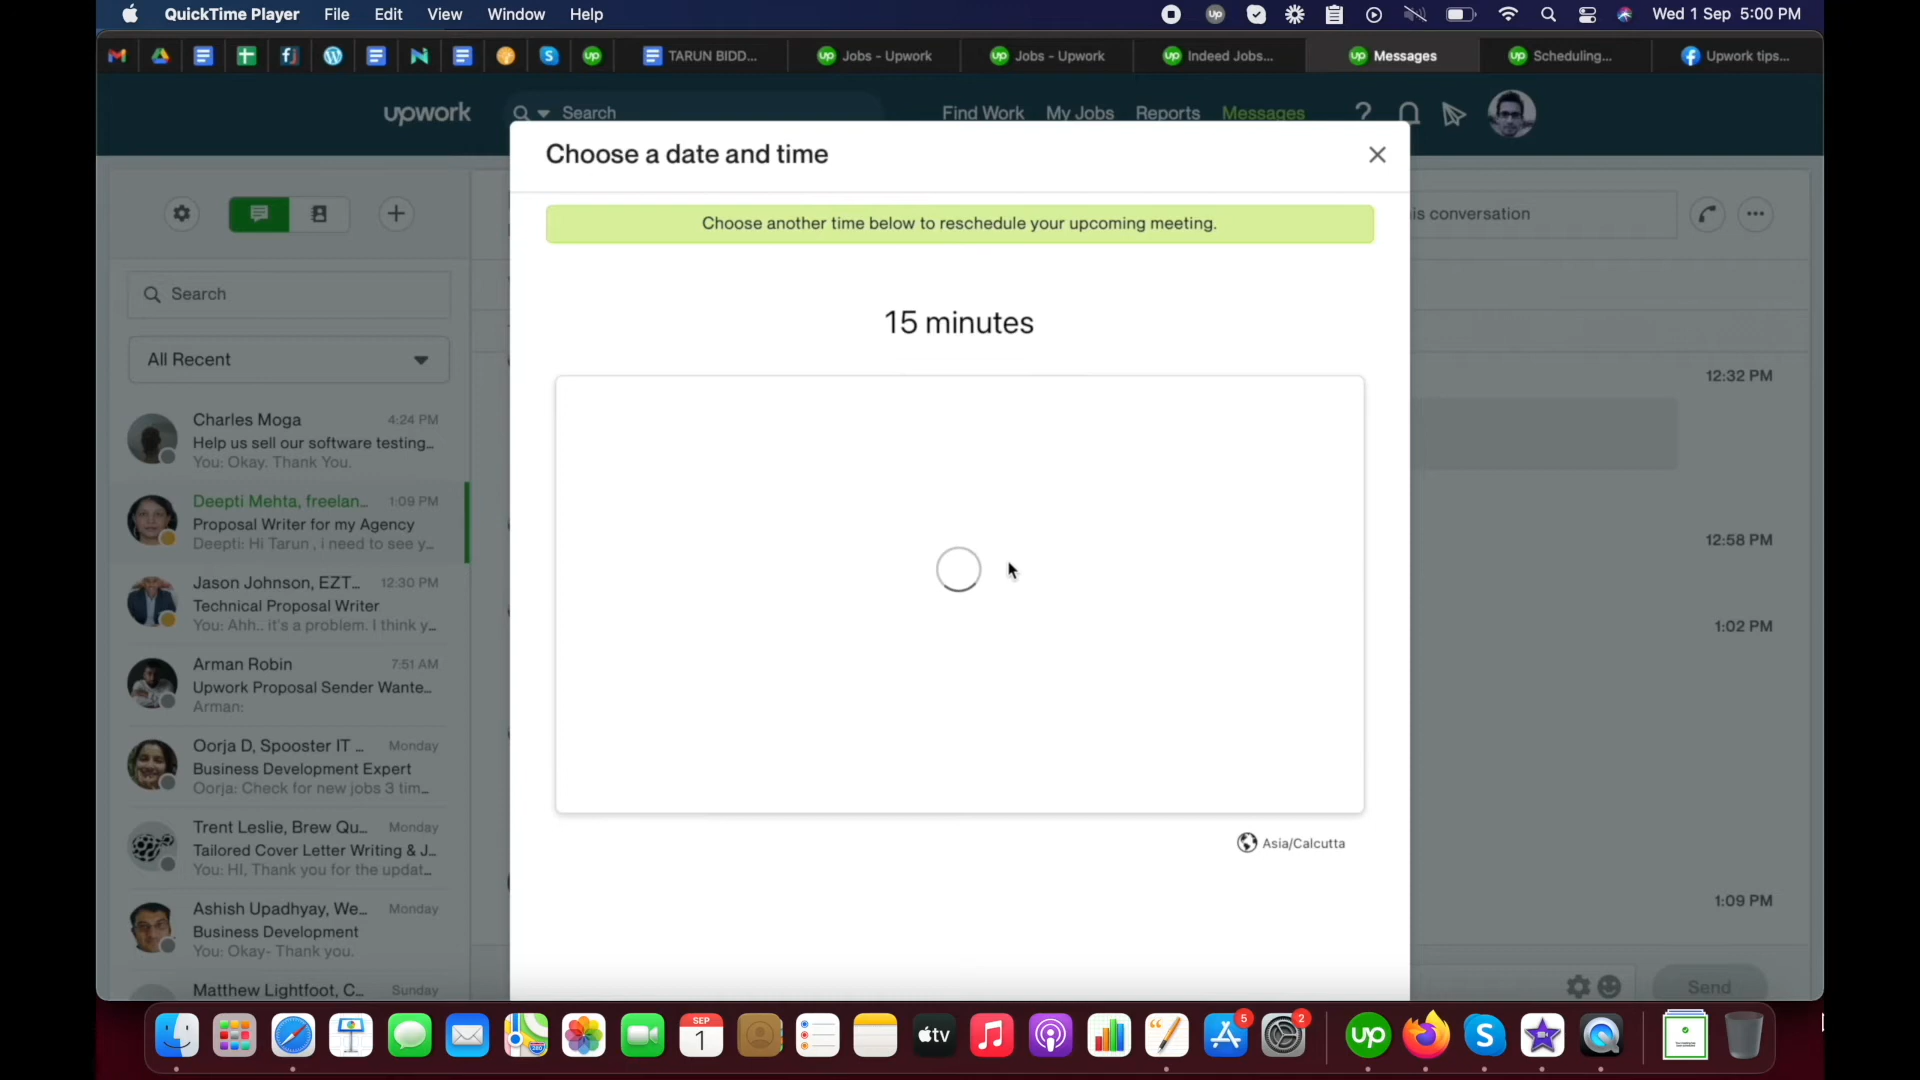 QuickTime Player File Edit View Window Help Wed 1 Sep 5:00 PM
TARUN BIDD... Jobs - Upwork Jobs - Upwork Indeed Jobs... Messages Scheduling... Upwork tips...
upwork Search Find Work My Jobs Reports Messages
Choose a date and time
Choose another time below to reschedule your upcoming meeting.
is conversation
Search
15 minutes
All Recent
12:32 PM
Charles Moga 4:24 PM
Help us sell our software testing...
You: Okay. Thank You.
Deepti Mehta, freelan... 1:09 PM
Proposal Writer for my Agency
Deepti: Hi Tarun , i need to see y...
12:58 PM
Jason Johnson, EZT... 12:30 PM
Technical Proposal Writer
You: Ahh.. it's a problem. I think y...
1:02 PM
Arman Robin 7:51 AM
Upwork Proposal Sender Wante...
Arman:
Oorja D, Spooster IT ... Monday
Business Development Expert
Oorja: Check for new jobs 3 tim...
Trent Leslie, Brew Qu... Monday
Tailored Cover Letter Writing & J...
You: HI, Thank you for the updat...
Asia/Calcutta
Ashish Upadhyay, We... Monday
Business Development
You: Okay- Thank you.
1:09 PM
Matthew Lightfoot, C... Sunday
Send
SEP
1
tv
5
2
up